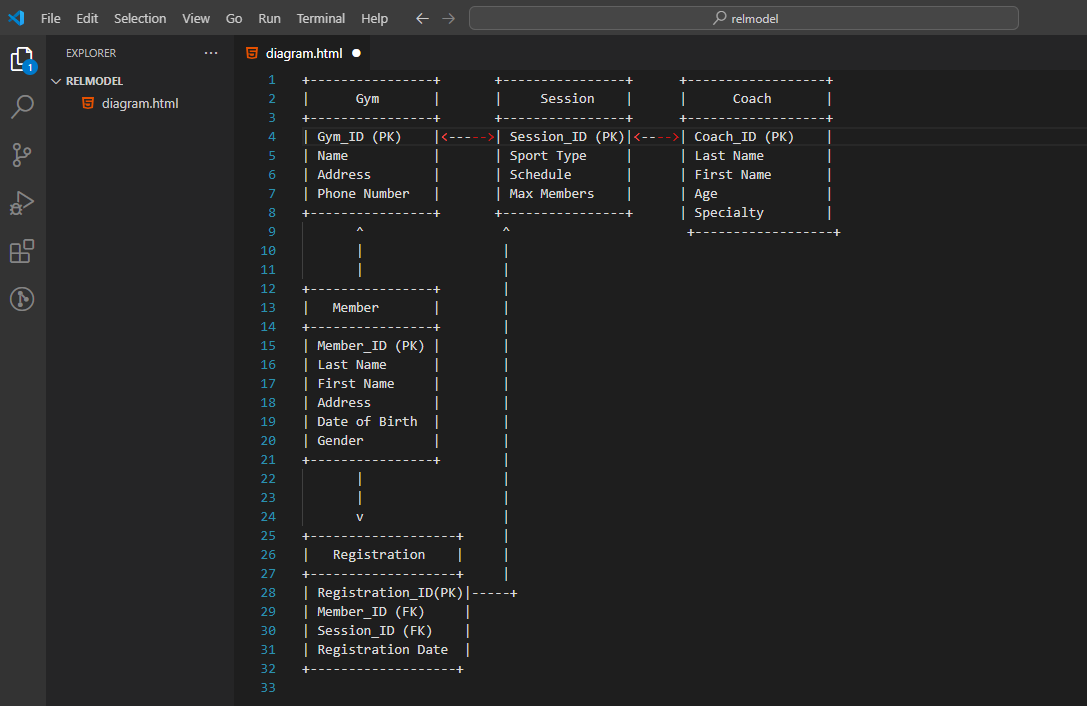 File Edit Selection View Go Run Terminal Help ← → relmodel
EXPLORER ···
RELMODEL
diagram.html
1
diagram.html ●
1 +----------------+       +----------------+      +------------------+
2 |      Gym       |       |     Session    |      |      Coach       |
3 +----------------+       +----------------+      +------------------+
4 | Gym_ID (PK)    |<----->| Session_ID (PK)|<---->| Coach_ID (PK)    |
5 | Name           |       | Sport Type     |      | Last Name        |
6 | Address        |       | Schedule       |      | First Name       |
7 | Phone Number   |       | Max Members    |      | Age              |
8 +----------------+       +----------------+      | Specialty        |
9        ^                  ^                       +------------------+
10        |                  |
11        |                  |
12 +----------------+        |
13 |   Member       |        |
14 +----------------+        |
15 | Member_ID (PK) |        |
16 | Last Name      |        |
17 | First Name     |        |
18 | Address        |        |
19 | Date of Birth  |        |
20 | Gender         |        |
21 +----------------+        |
22        |                  |
23        |                  |
24        v                  |
25 +-------------------+     |
26 |   Registration    |     |
27 +-------------------+     |
28 | Registration_ID(PK)|-----+
29 | Member_ID (FK)     |
30 | Session_ID (FK)    |
31 | Registration Date  |
32 +-------------------+
33